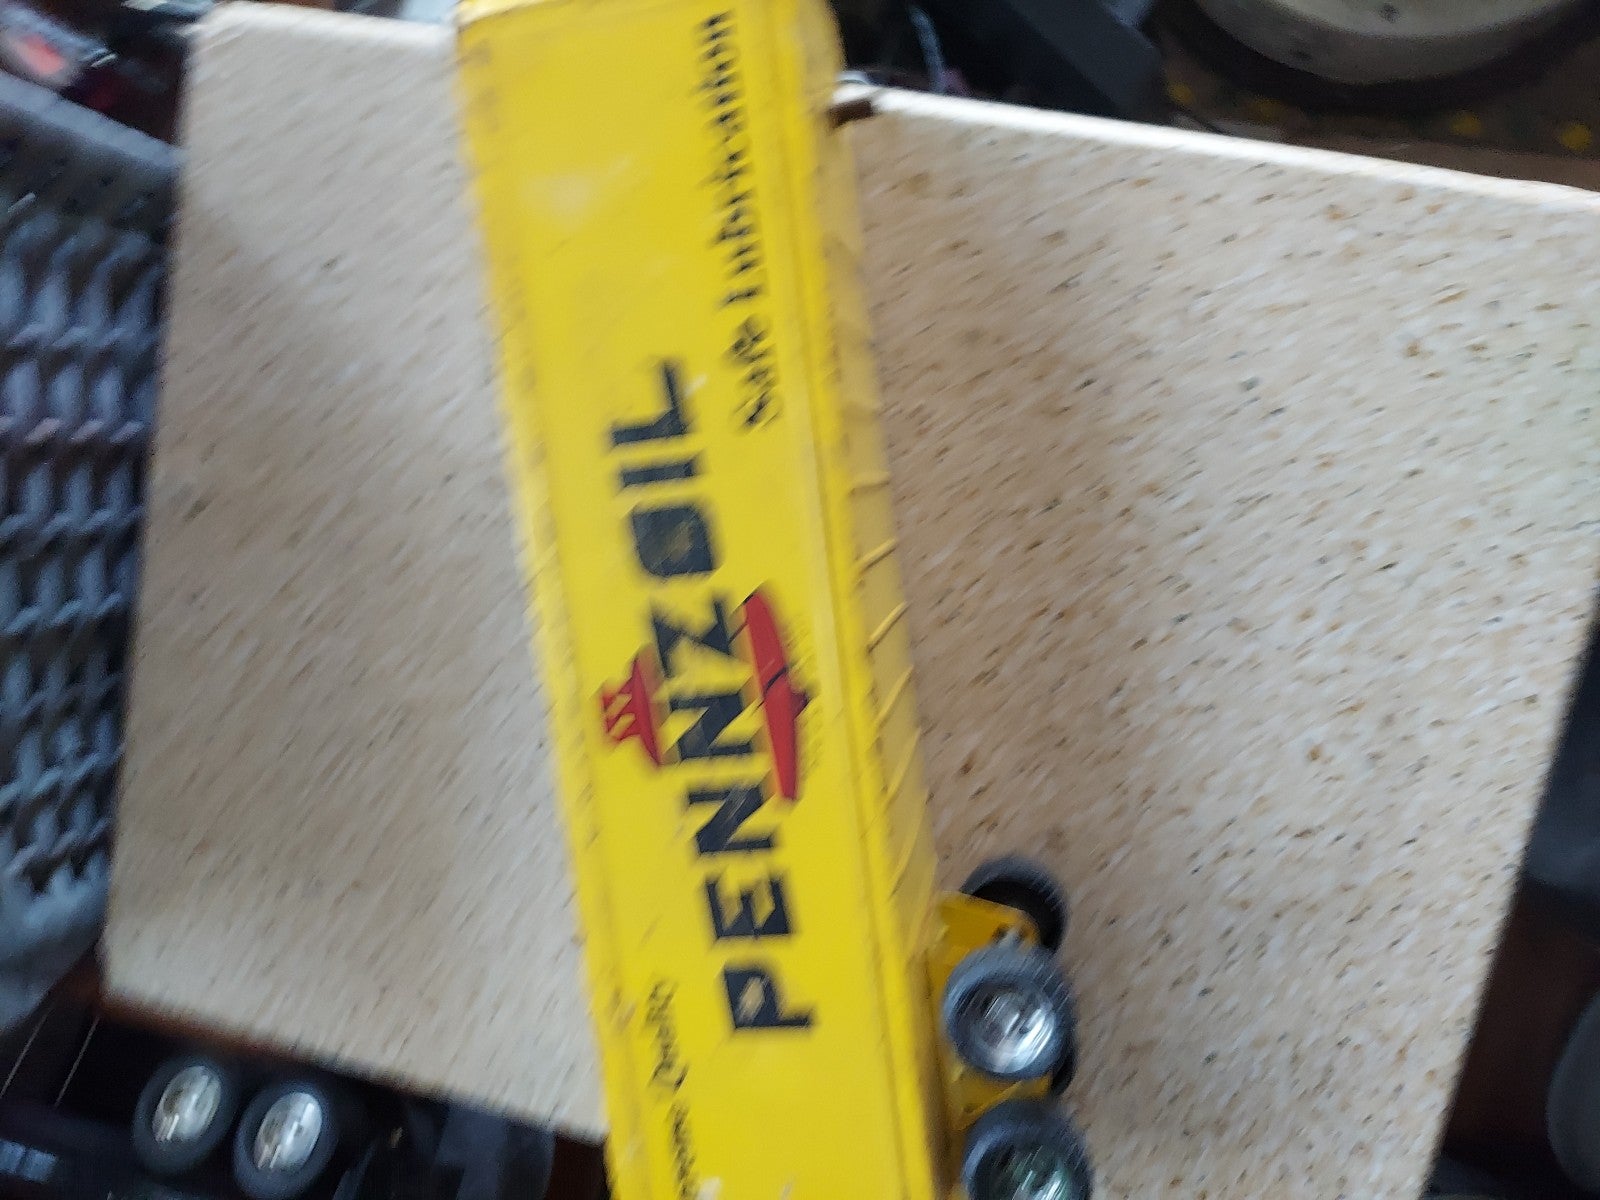 PENNZOIL
Safe Lubrication